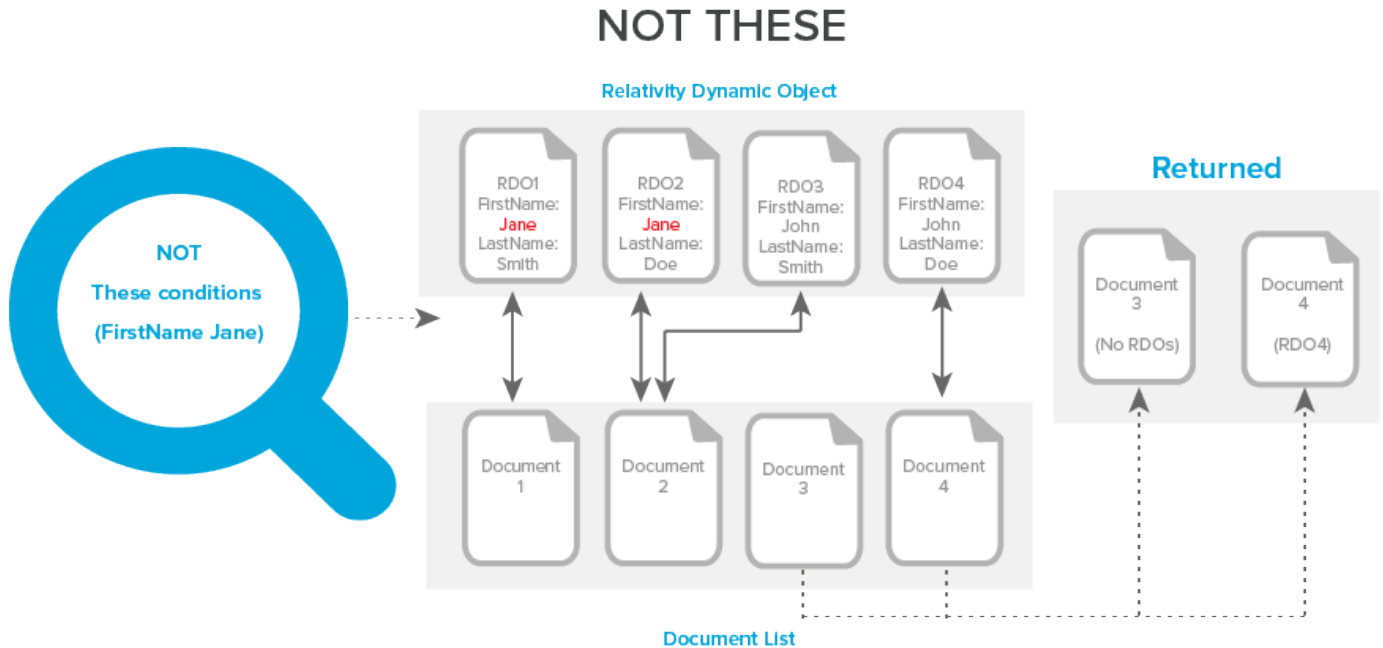 NOT THESE
Relativity Dynamic Object
RDO1
FirstName:
Jane
LastName:
Smith
RDO2
FirstName:
Jane
LastName:
Doe
RDO3
FirstName:
John
LastName:
Smith
RDO4
FirstName:
John
LastName:
Doe
Returned
NOT
These conditions
(FirstName Jane)
Document
3
(No RDOs)
Document
4
(RDO4)
Document
1
Document
2
Document
3
Document
4
Document List